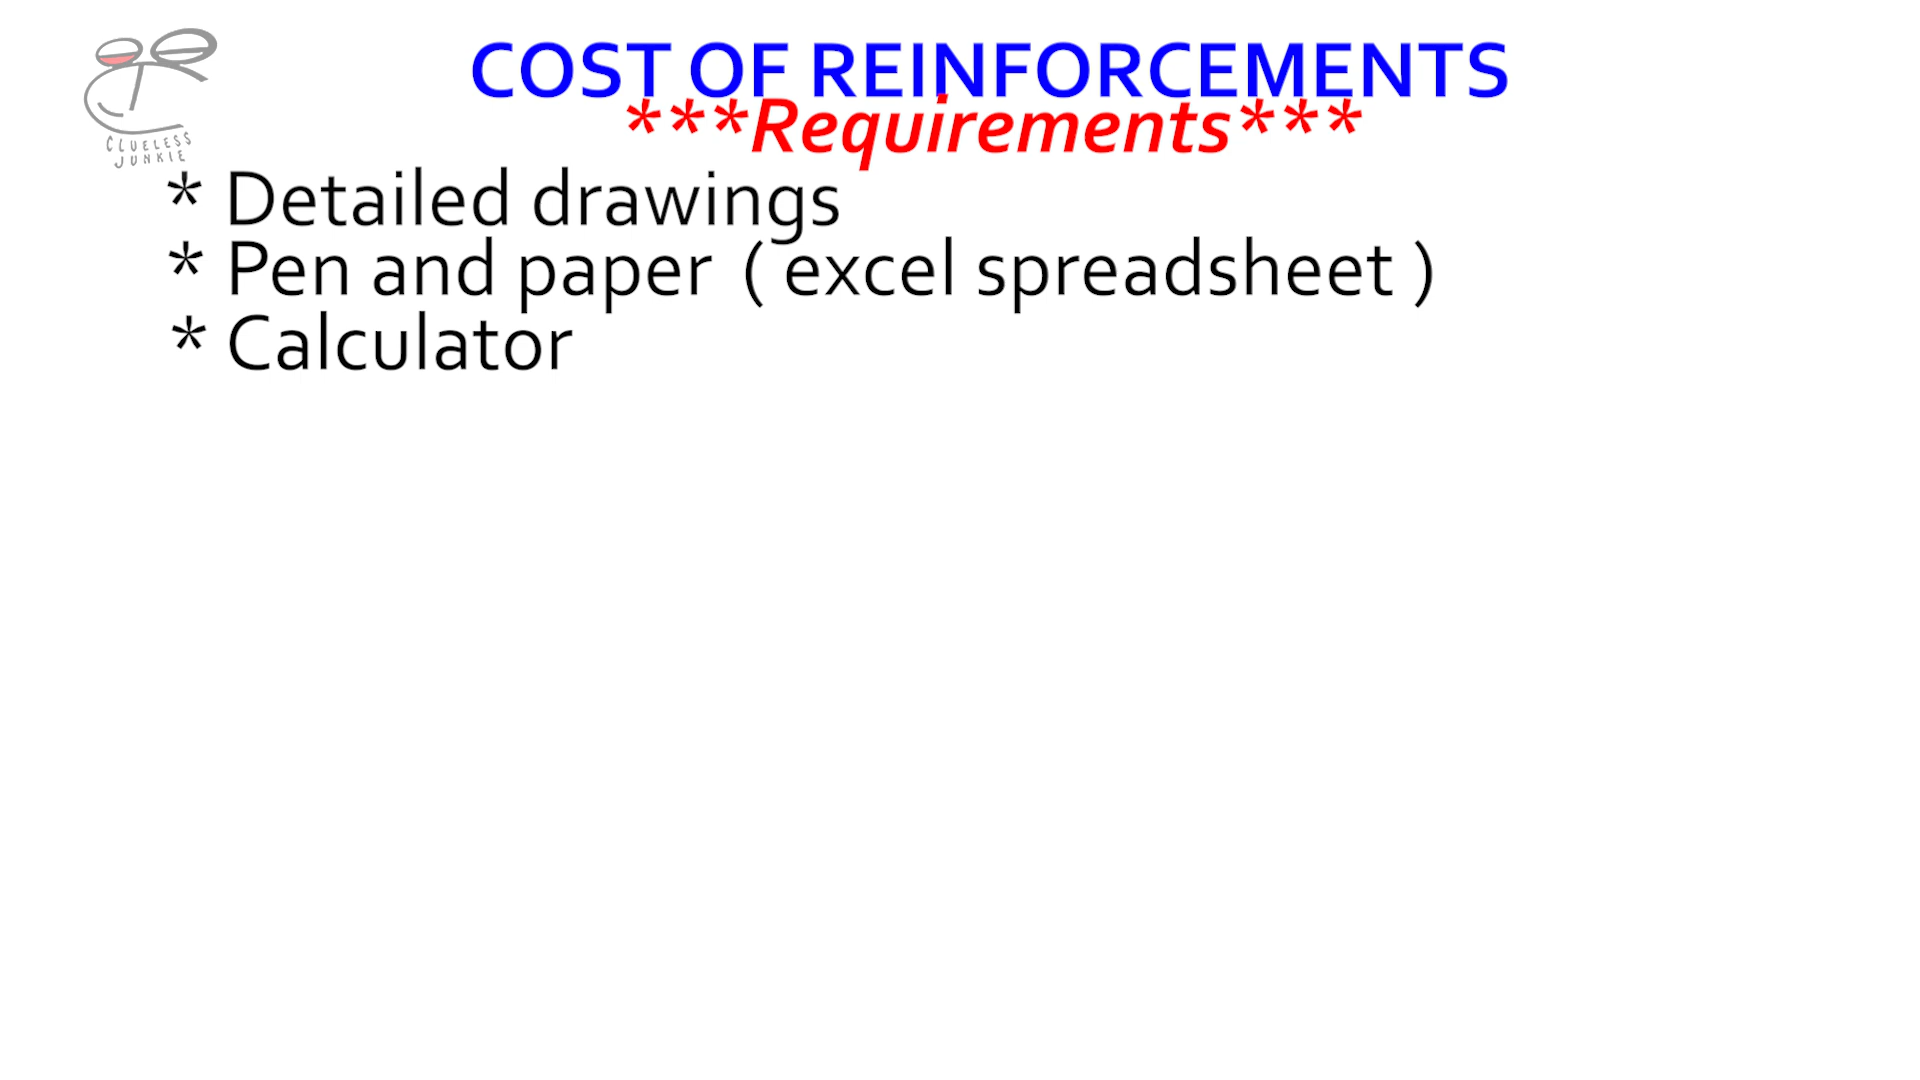 COST OF REINFORCEMENTS
***Requirements***
CLUELESS
JUNKIE
* Detailed drawings
* Pen and paper ( excel spreadsheet )
* Calculator